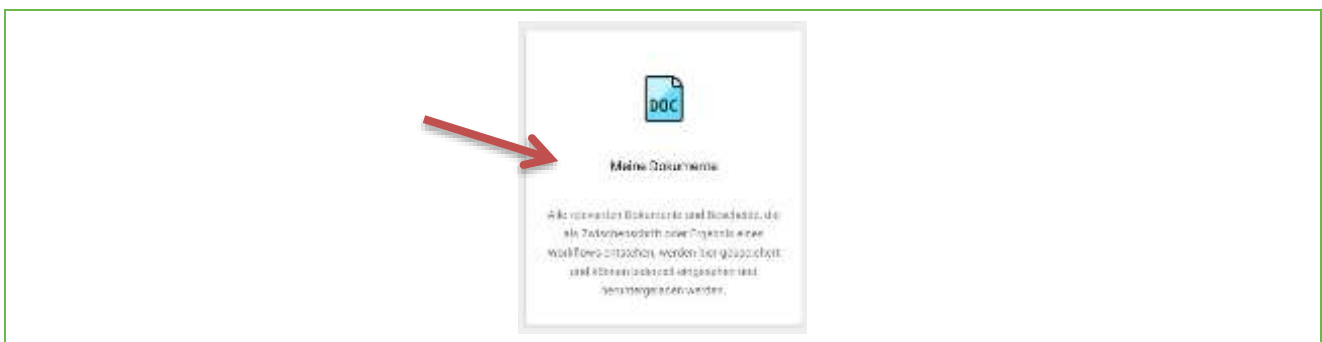 DOC
Meine Dokumente
Alle relevanten Dokumente und Bescheide, die
als Zwischenschritt oder Ergebnis eines
Workflows entstehen, werden hier gespeichert
und können jederzeit eingesehen und
heruntergeladen werden.